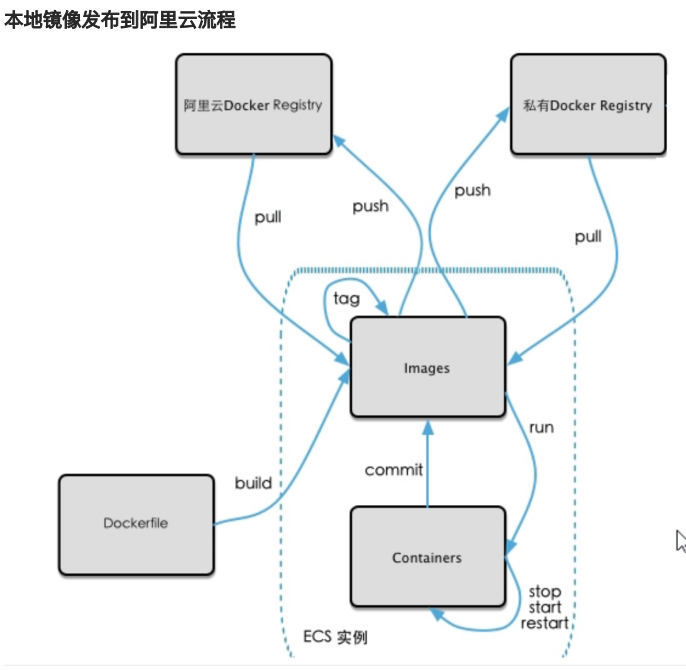 本地镜像发布到阿里云流程
阿里云Docker Registry
私有Docker Registry
pull
push
push
pull
tag
Images
run
commit
build
Dockerfile
Containers
stop
start
restart
ECS 实例